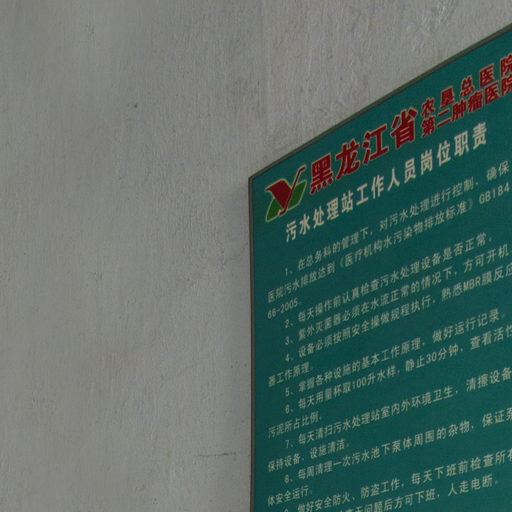 黑龙江省农垦总医院
第二肿瘤医院
污水处理站工作人员岗位职责
1、在总务科的管理下，对污水处理进行控制，确保
医院污水排放达到《医疗机构水污染物排放标准》GB184
66-2005.
2、每天操作前认真检查污水处理设备是否正常。
3、紫外灭菌器必须在水流正常的情况下，方可开机
4、设备必须按照安全操做规程执行，熟悉MBR膜反应
器工作原理。
5、掌握各种设施的基本工作原理，做好运行记录。
6、每天用量杯取100升水样，静止30分钟，查看活性
污泥所占比例。
7、每天清扫污水处理站室内外环境卫生，清擦设备
保持设备、设施清洁。
8、每周清理一次污水池下泵体周围的杂物，保证泵
体安全运行。
做好安全防火、防盗工作，每天下班前检查所有
无问题后方可下班，人走电断。